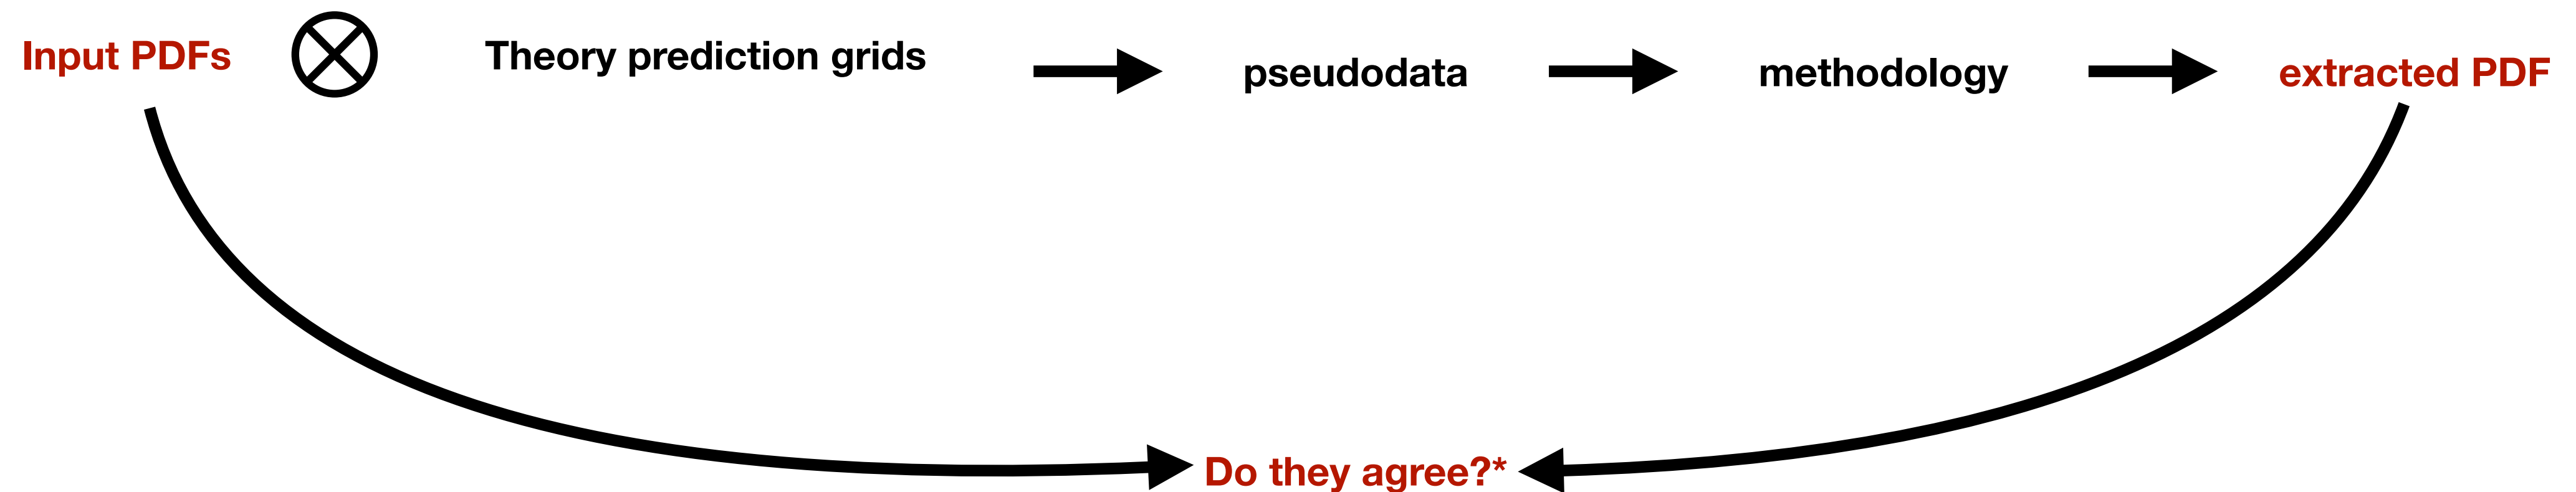 Input PDFs
Theory prediction grids
pseudodata
methodology
extracted PDF
Do they agree?*